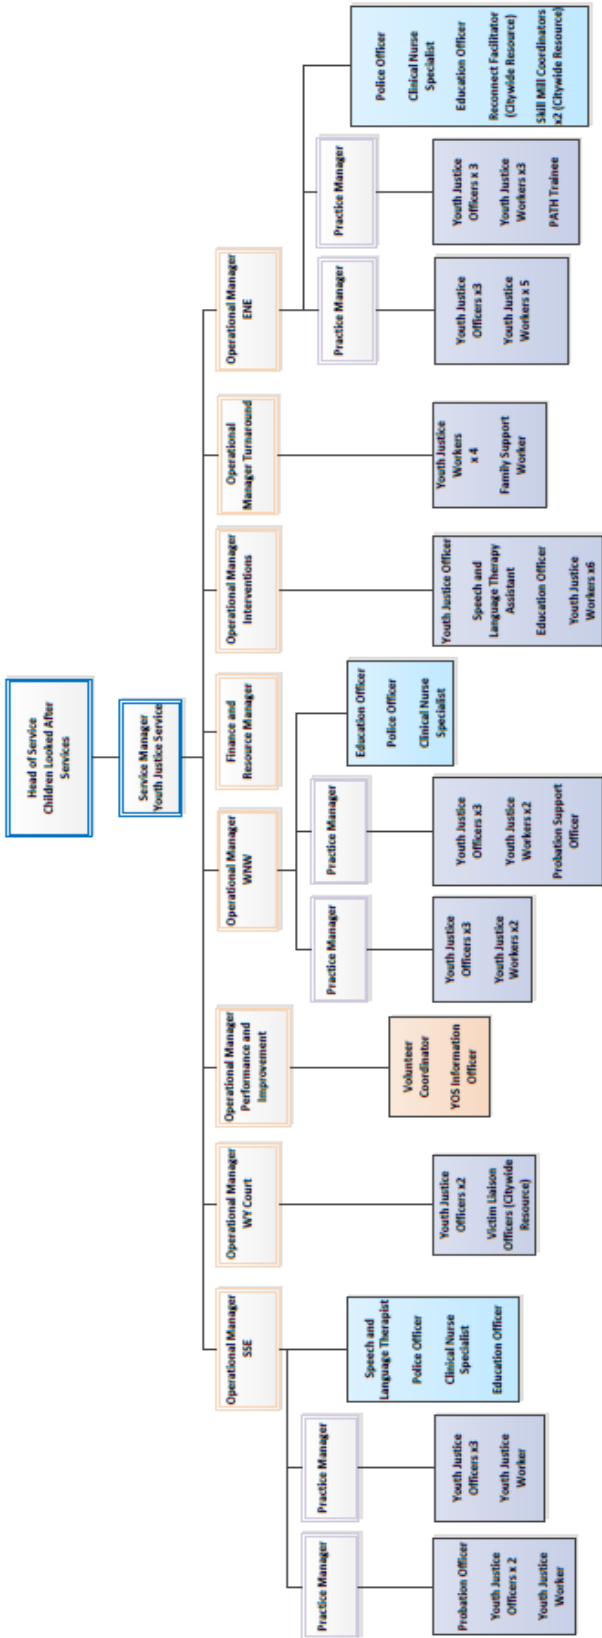 Head of Service
Children Looked After
Services
Service Manager
Youth Justice Service
Operational Manager
SSE
Operational Manager
WY Court
Operational Manager
Performance and
Improvement
Operational Manager
WNW
Finance and
Resource Manager
Operational Manager
Interventions
Operational
Manager Turnaround
Operational Manager
ENE
Practice Manager
Practice Manager
Practice Manager
Practice Manager
Practice Manager
Practice Manager
Probation Officer
Youth Justice
Officers x 2
Youth Justice
Worker
Youth Justice
Officers x3
Youth Justice
Worker
Speech and
Language Therapist
Police Officer
Clinical Nurse
Specialist
Education Officer
Youth Justice
Officers x2
Victim Liaison
Officers (Citywide
Resource)
Volunteer
Coordinator
YOS Information
Officer
Youth Justice
Officers x3
Youth Justice
Workers x2
Youth Justice
Officers x3
Youth Justice
Workers x2
Probation Support
Officer
Education Officer
Police Officer
Clinical Nurse
Specialist
Youth Justice Officer
Speech and
Language Therapy
Assistant
Education Officer
Youth Justice
Workers x6
Youth Justice
Workers
x 4
Family Support
Worker
Youth Justice
Officers x3
Youth Justice
Workers x 5
Youth Justice
Officers x 3
Youth Justice
Workers x3
PATH Trainee
Police Officer
Clinical Nurse
Specialist
Education Officer
Reconnect Facilitator
(Citywide Resource)
Skill Mill Coordinators
x2 (Citywide Resource)